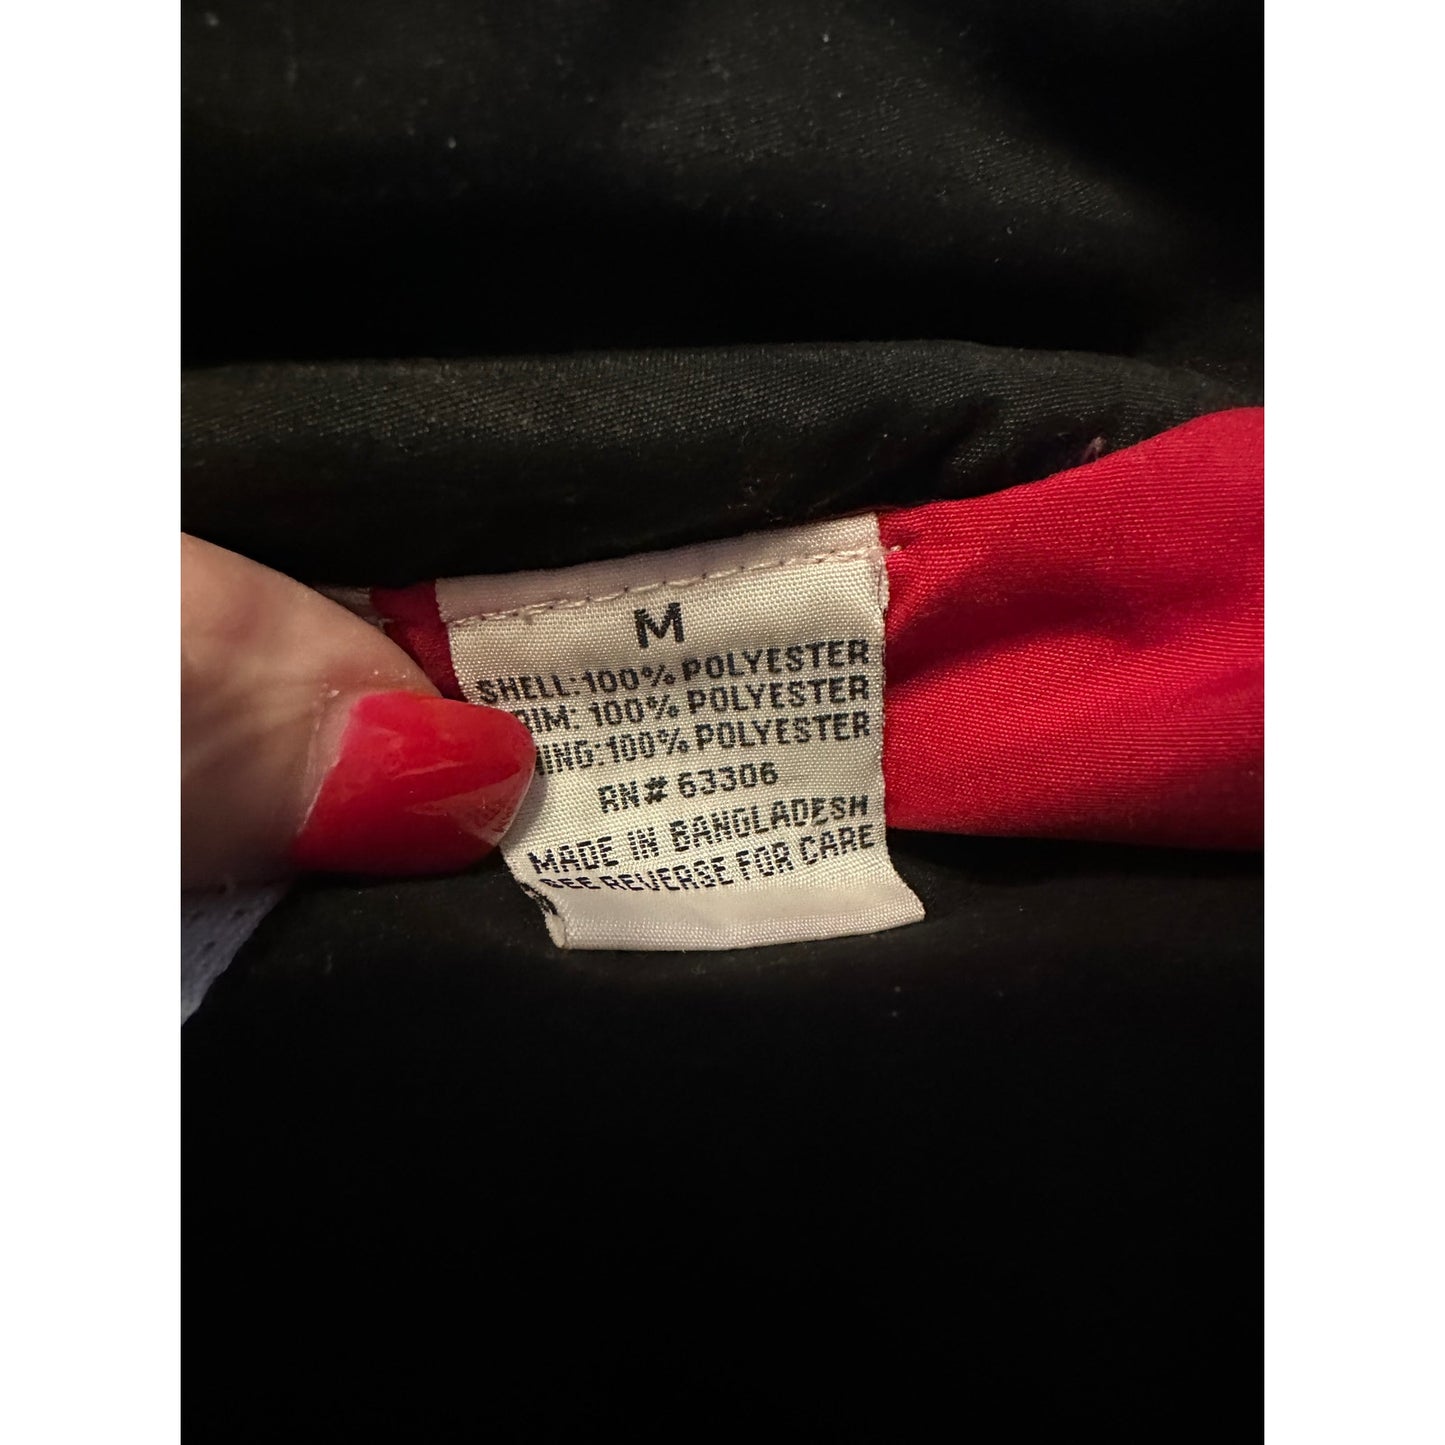 M
SHELL: 100% POLYESTER
RIM: 100% POLYESTER
NING: 100% POLYESTER
RN# 63306
MADE IN BANGLADESH
SEE REVERSE FOR CARE